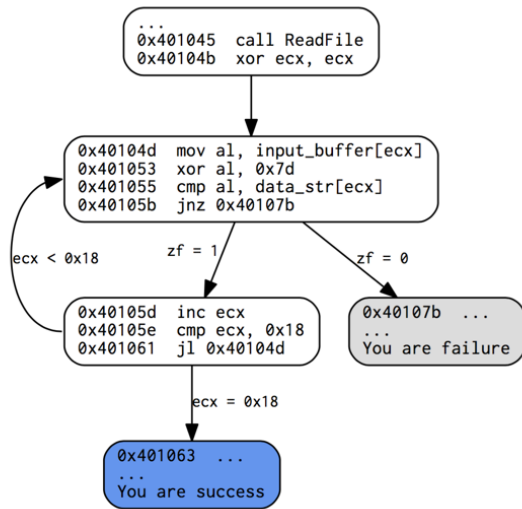 ...
0x401045 call ReadFile
0x40104b xor ecx, ecx
0x40104d mov al, input_buffer[ecx]
0x401053 xor al, 0x7d
0x401055 cmp al, data_str[ecx]
0x40105b jnz 0x40107b
ecx < 0x18
zf = 1
zf = 0
0x40105d inc ecx
0x40105e cmp ecx, 0x18
0x401061 jl 0x40104d
0x40107b ...
...
You are failure
ecx = 0x18
0x401063 ...
...
You are success